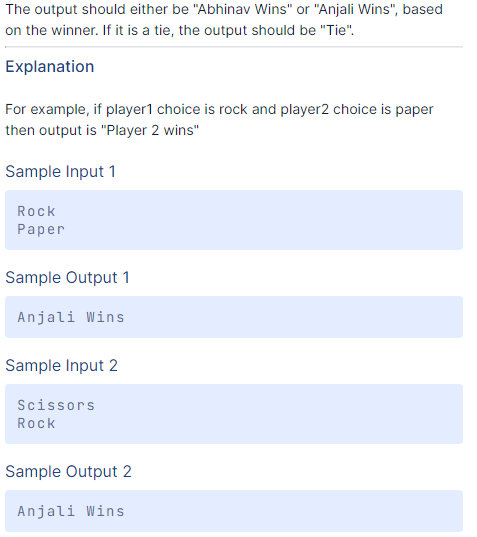 The output should either be "Abhinav Wins" or "Anjali Wins", based
on the winner. If it is a tie, the output should be "Tie".
Explanation
For example, if player1 choice is rock and player2 choice is paper
then output is "Player 2 wins"
Sample Input 1
Rock
Paper
Sample Output 1
Anjali Wins
Sample Input 2
Scissors
Rock
Sample Output 2
Anjali Wins